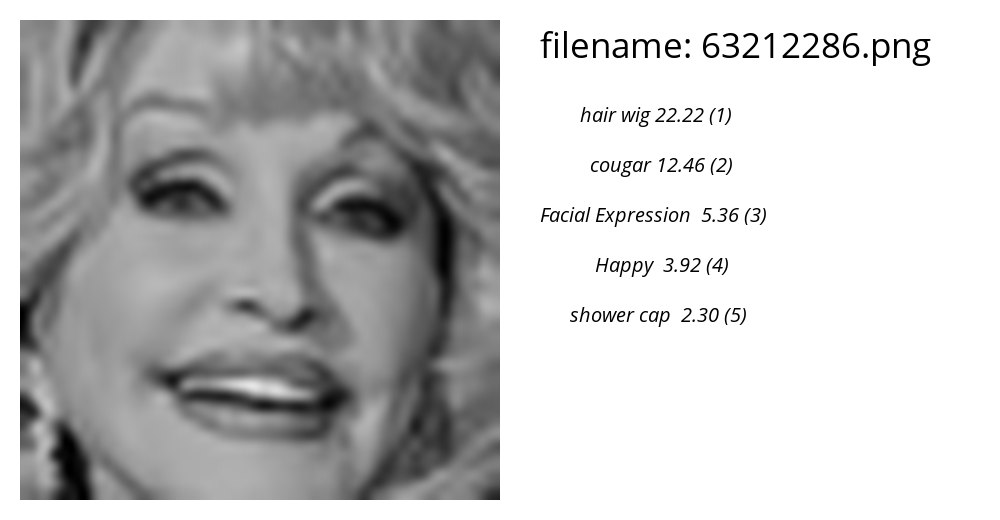 filename: 63212286.png
hair wig 22.22 (1)
cougar 12.46 (2)
Facial Expression  5.36 (3)
Happy  3.92 (4)
shower cap  2.30 (5)